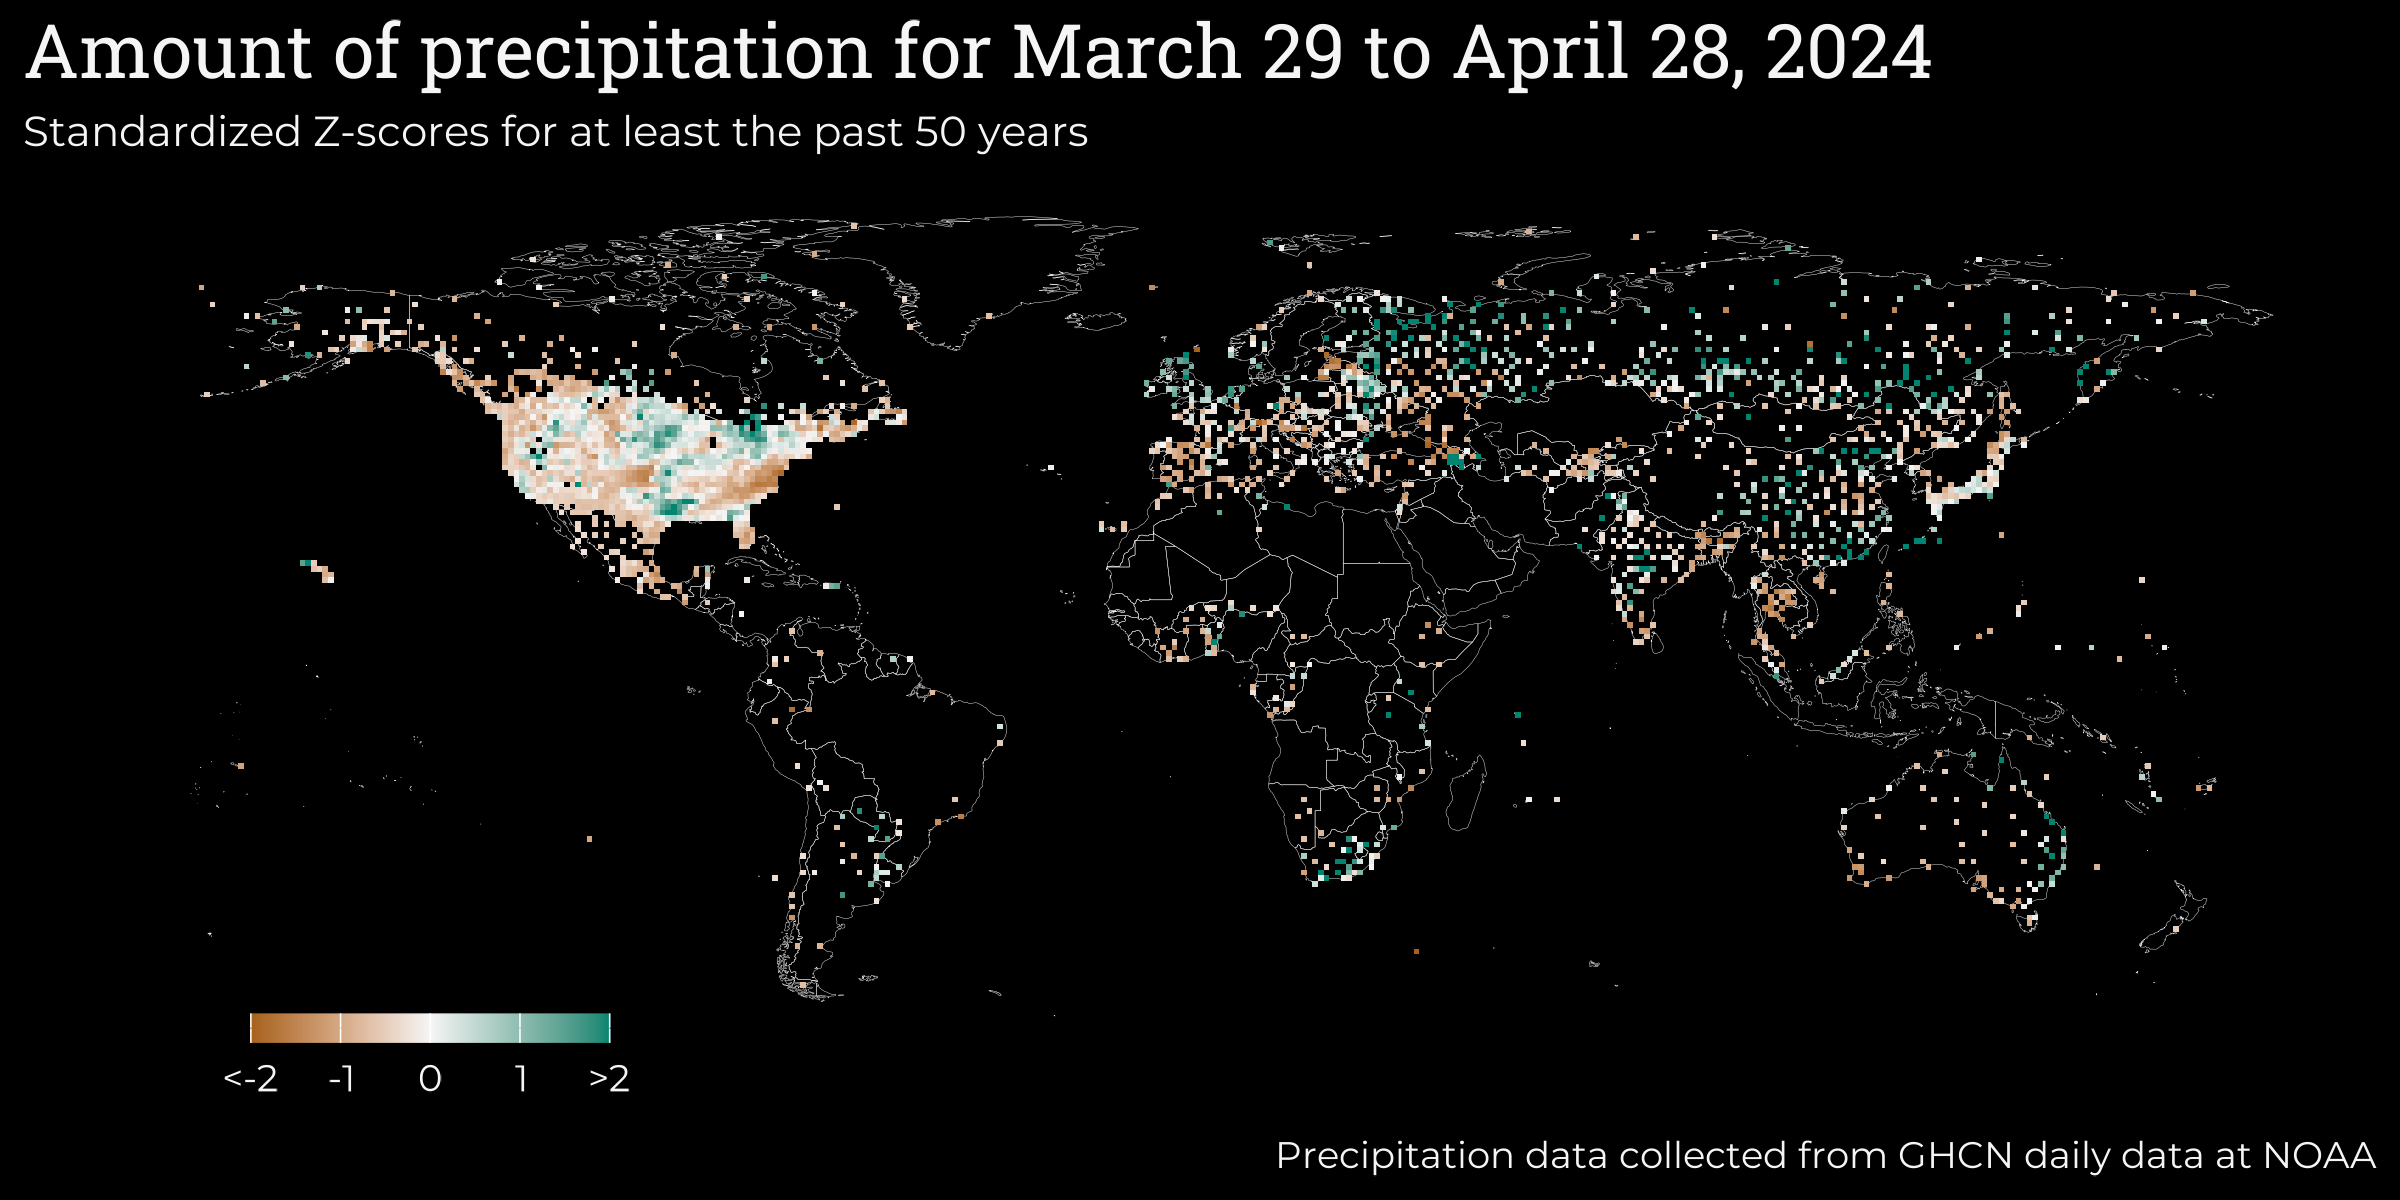 Amount of precipitation for March 29 to April 28, 2024
Standardized Z-scores for at least the past 50 years
<-2 -1 0 1 >2
Precipitation data collected from GHCN daily data at NOAA